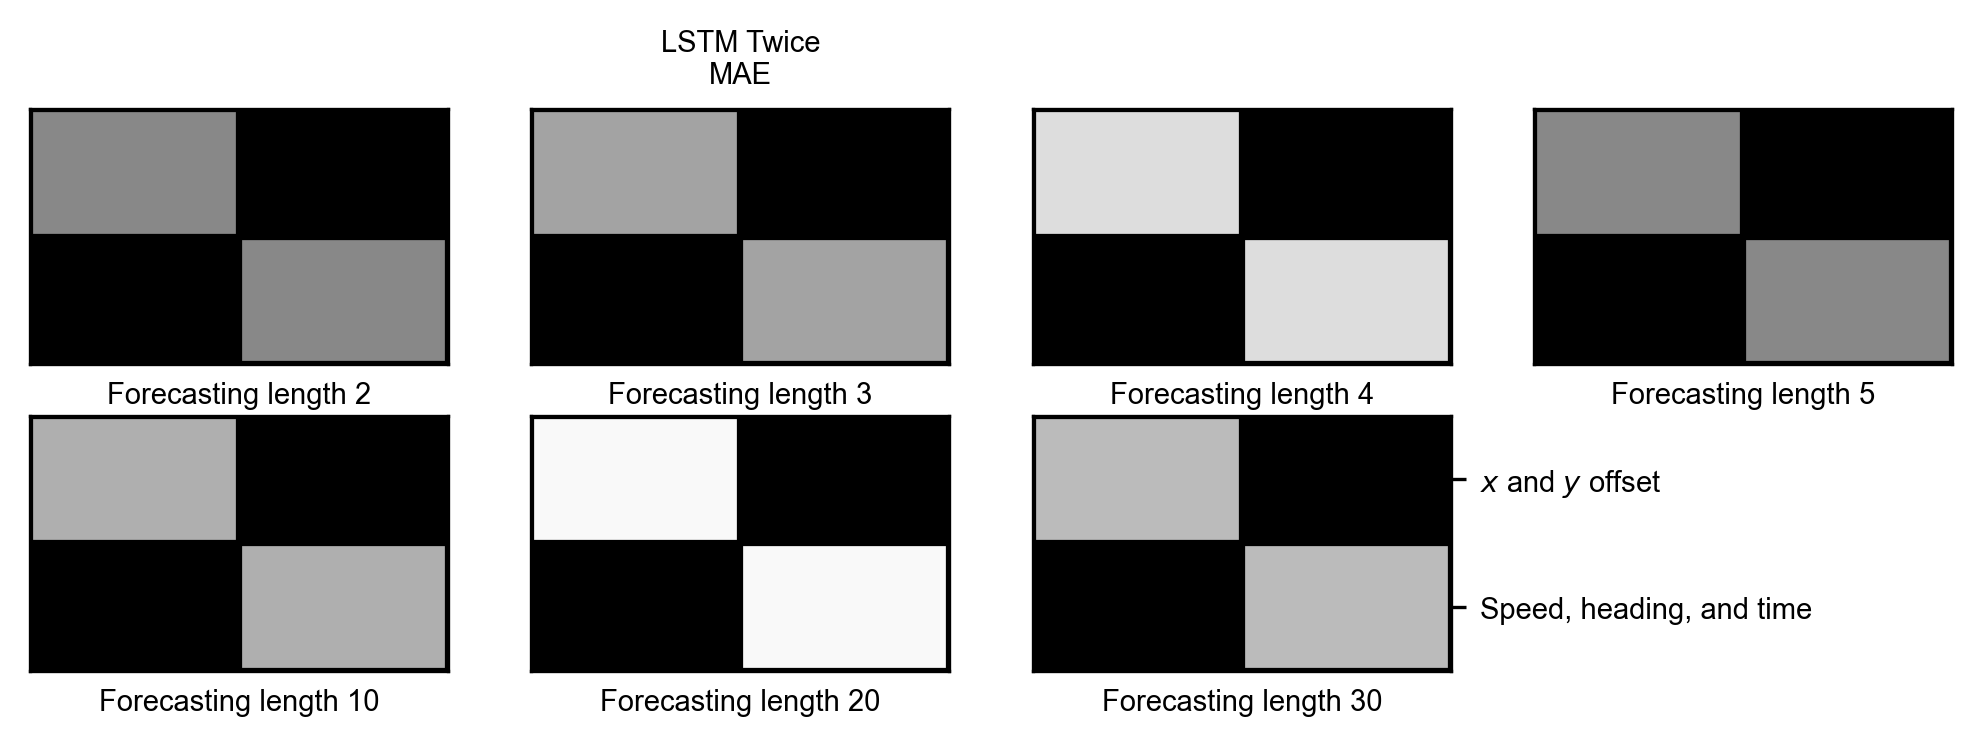 LSTM Twice
MAE
Forecasting length 2
Forecasting length 3
Forecasting length 4
Forecasting length 5
x and y offset
Speed, heading, and time
Forecasting length 10
Forecasting length 20
Forecasting length 30